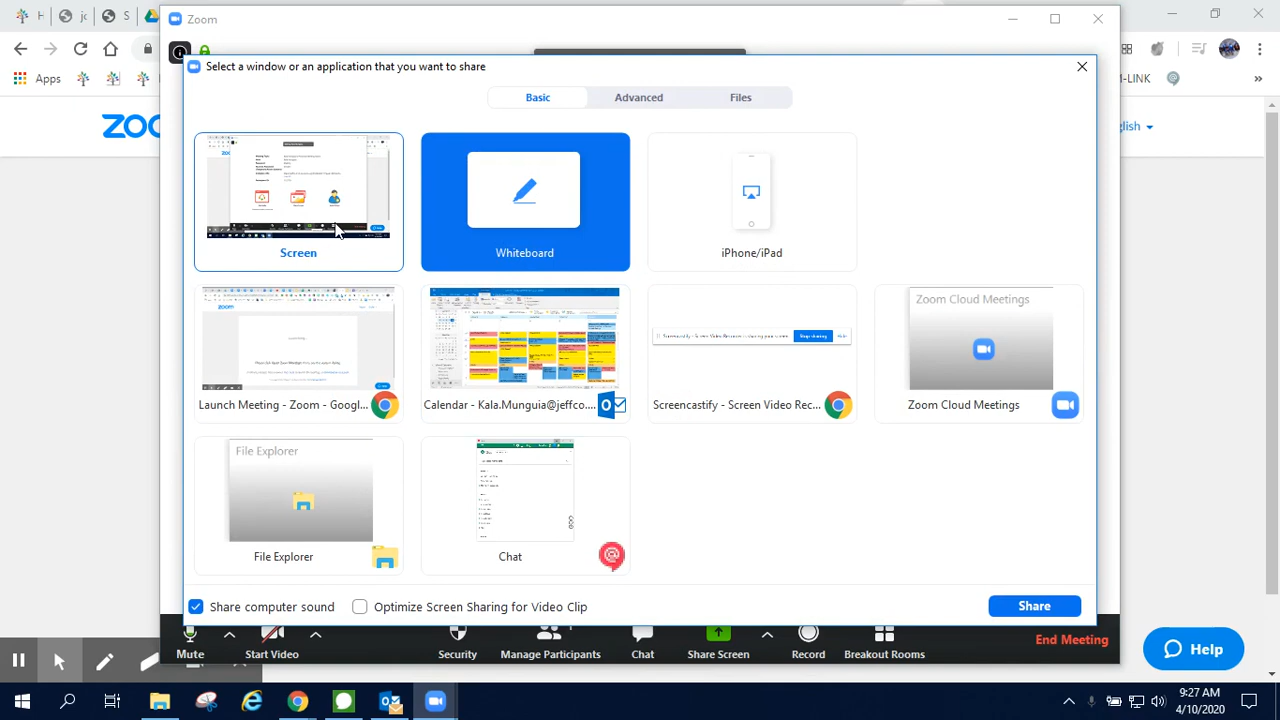 Zoom
Select a window or an application that you want to share
Basic
Advanced
Files
Apps
M-LINK
»
ZOO
glish
Screen
Whiteboard
iPhone/iPad
Zoom Cloud Meetings
Launch Meeting - Zoom - Googl...
Calendar - Kala.Munguia@jeffco....
Screencastify - Screen Video Rec...
Zoom Cloud Meetings
File Explorer
File Explorer
Chat
Share computer sound
Optimize Screen Sharing for Video Clip
Share
Mute
Start Video
Security
Manage Participants
1
Chat
Share Screen
Record
Breakout Rooms
End Meeting
Help
9:27 AM
4/10/2020